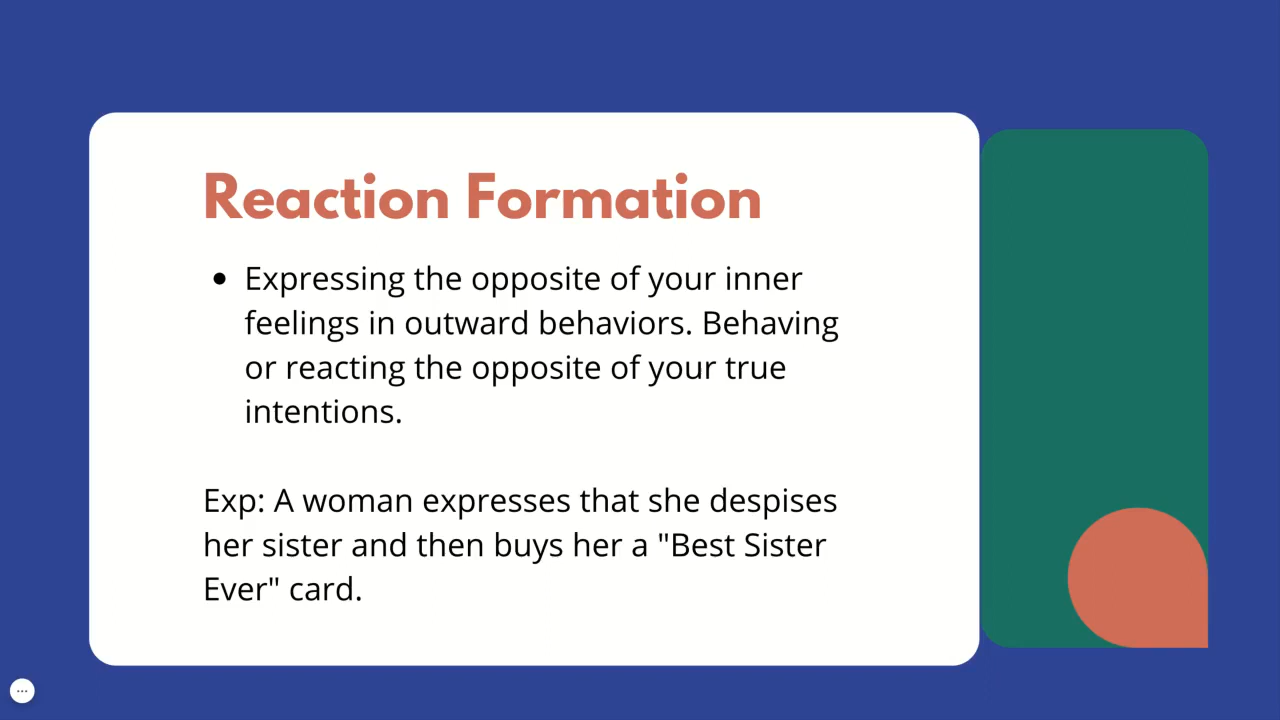 Reaction Formation
• Expressing the opposite of your inner
feelings in outward behaviors. Behaving
or reacting the opposite of your true
intentions.
Exp: A woman expresses that she despises
her sister and then buys her a "Best Sister
Ever" card.